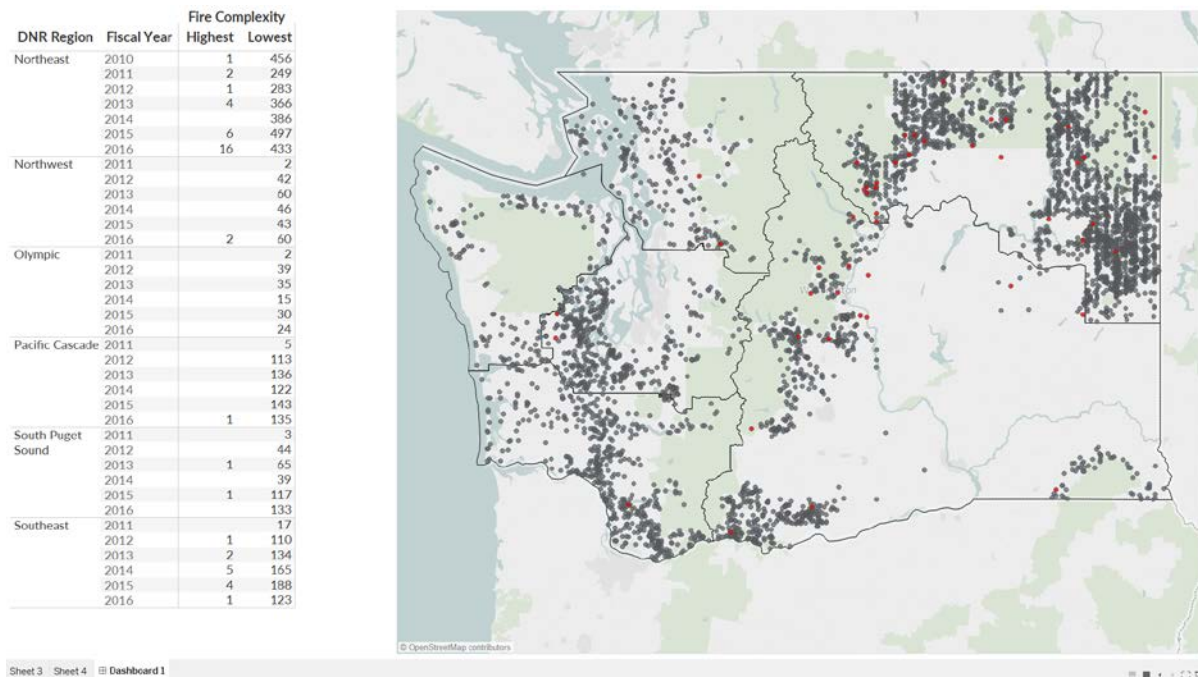 Fire Complexity
DNR Region Fiscal Year Highest Lowest
Northeast 2010 1 456
2011 2 249
2012 1 283
2013 4 366
2014 386
2015 6 497
2016 16 433
Northwest 2011 2
2012 42
2013 60
2014 46
2015 43
2016 2 60
Olympic 2011 2
2012 39
2013 35
2014 15
2015 30
2016 24
Pacific Cascade 2011 5
2012 113
2013 136
2014 122
2015 143
2016 1 135
South Puget 2011 3
Sound 2012 44
2013 1 65
2014 39
2015 1 117
2016 133
Southeast 2011 17
2012 1 110
2013 2 134
2014 5 165
2015 4 188
2016 1 123
© OpenStreetMap contributors
Sheet 3 Sheet 4 Dashboard 1